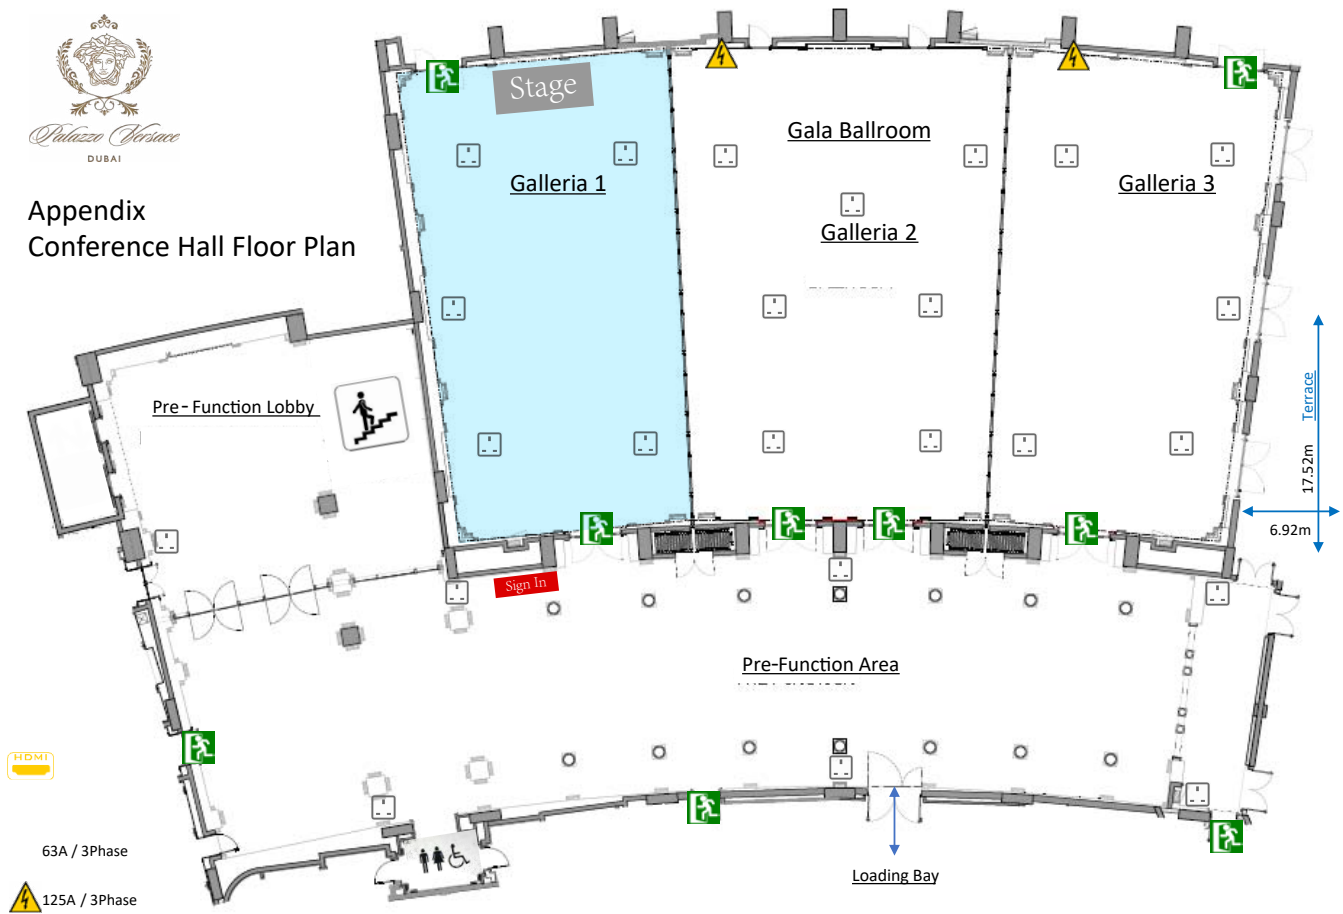 Palazzo Versace
DUBAI
Appendix
Conference Hall Floor Plan
Stage
Galleria 1
Gala Ballroom
Galleria 2
Galleria 3
Pre-Function Lobby
Terrace
17.52m
6.92m
Sign In
Pre-Function Area
HDMI
63A / 3Phase
125A / 3Phase
Loading Bay